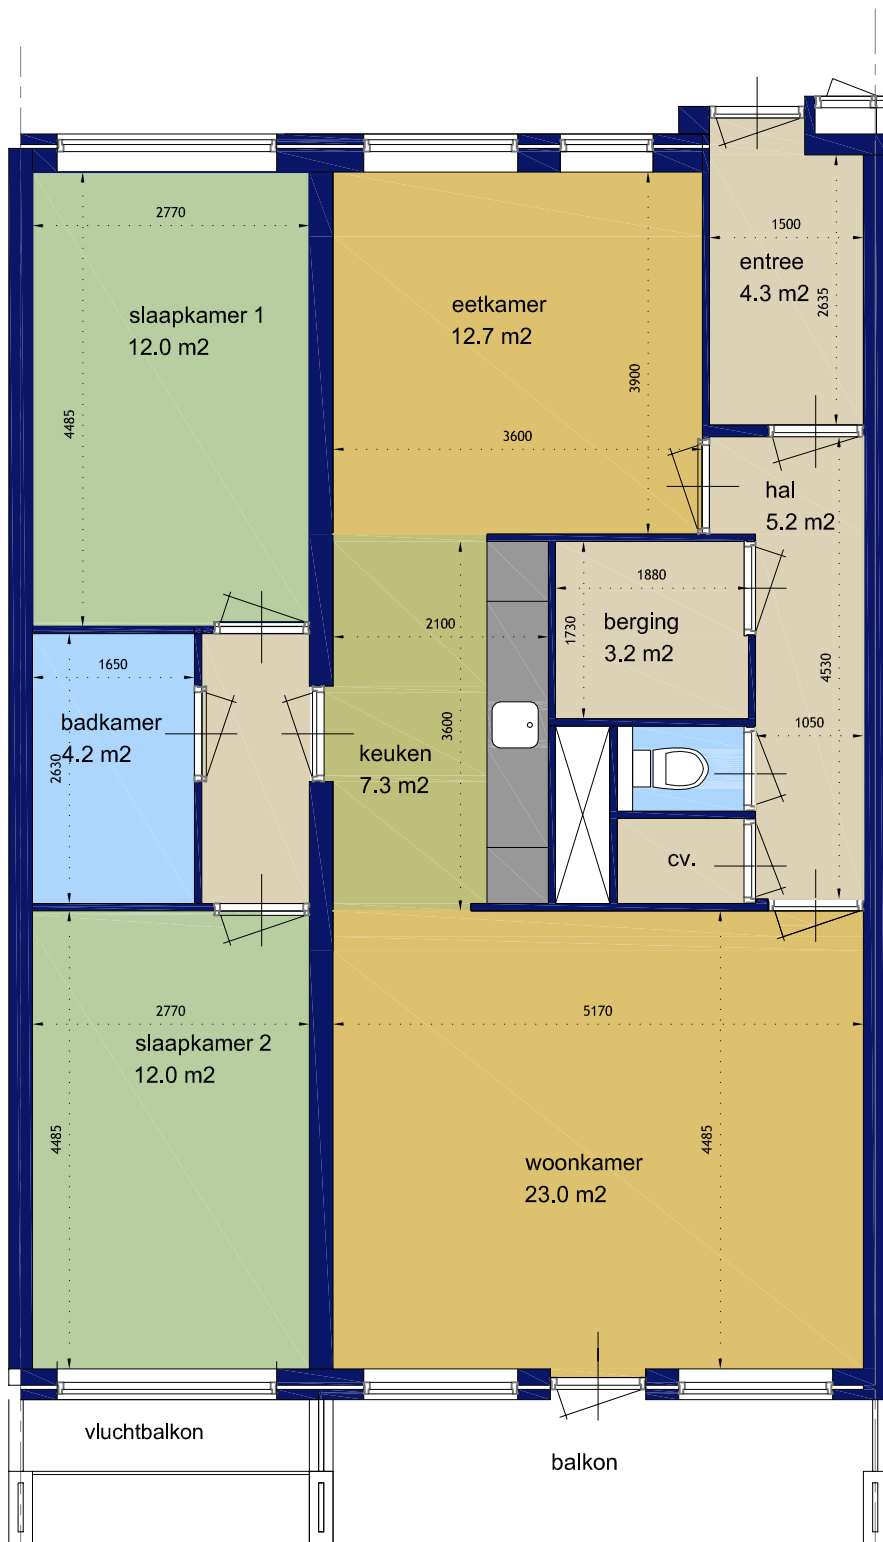 2770
1500
entree
4.3 m2
2635
slaapkamer 1
12.0 m2
eetkamer
12.7 m2
3900
4485
3600
hal
5.2 m2
1880
1730
berging
3.2 m2
2100
4530
1650
badkamer
4.2 m2
2630
3600
keuken
7.3 m2
1050
cv.
2770
5170
slaapkamer 2
12.0 m2
4485
4485
woonkamer
23.0 m2
vluchtbalkon
balkon